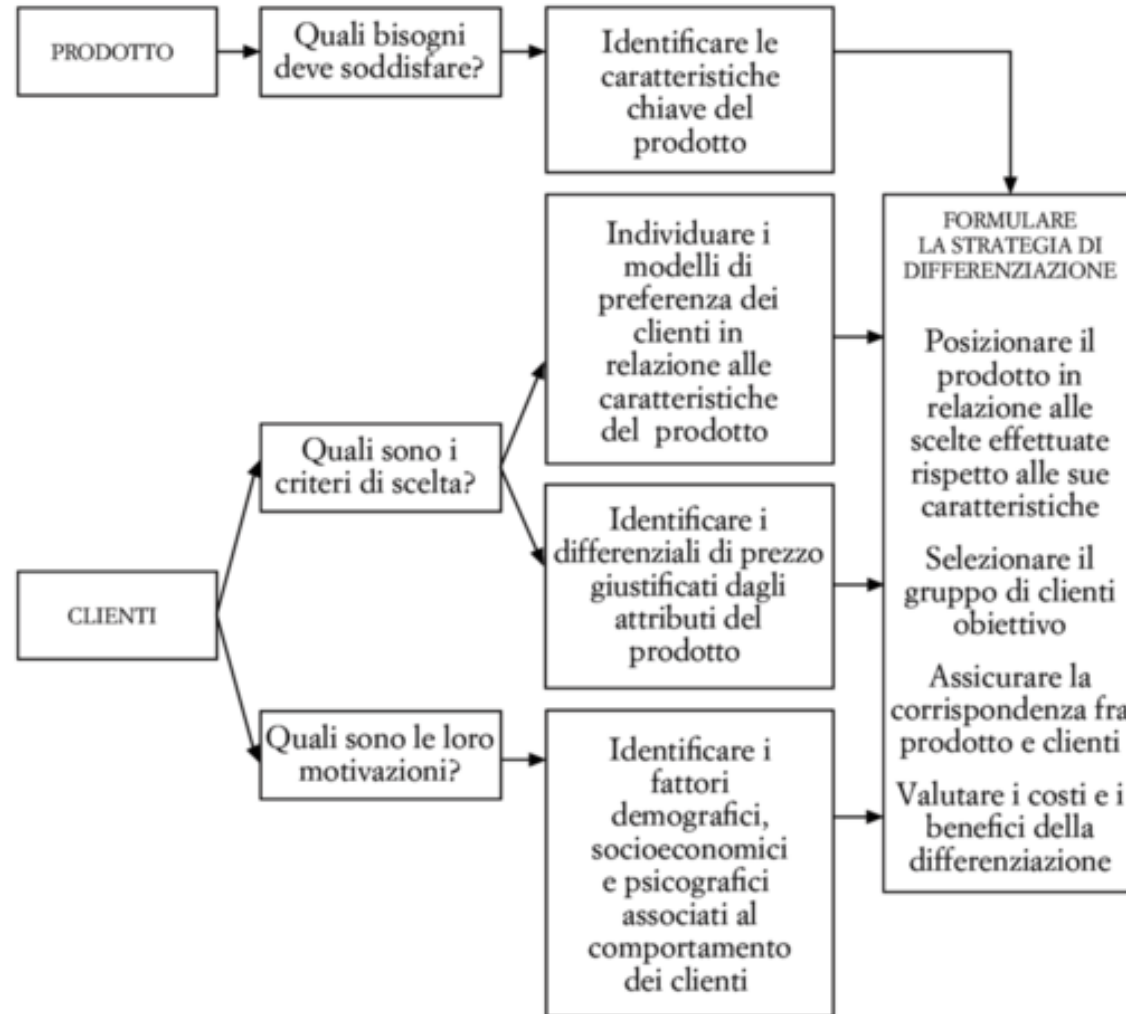 PRODOTTO
Quali bisogni
deve soddisfare?
Identificare le
caratteristiche
chiave del
prodotto
Individuare i
modelli di
preferenza dei
clienti in
relazione alle
caratteristiche
del prodotto
Quali sono i
criteri di scelta?
Identificare i
differenziali di prezzo
giustificati dagli
attributi del
prodotto
CLIENTI
Quali sono le loro
motivazioni?
Identificare i
fattori
demografici,
socioeconomici
e psicografici
associati al
comportamento
dei clienti
FORMULARE
LA STRATEGIA DI
DIFFERENZIAZIONE
Posizionare il
prodotto in
relazione alle
scelte effettuate
rispetto alle sue
caratteristiche
Selezionare il
gruppo di clienti
obiettivo
Assicurare la
corrispondenza fra
prodotto e clienti
Valutare i costi e i
benefici della
differenziazione